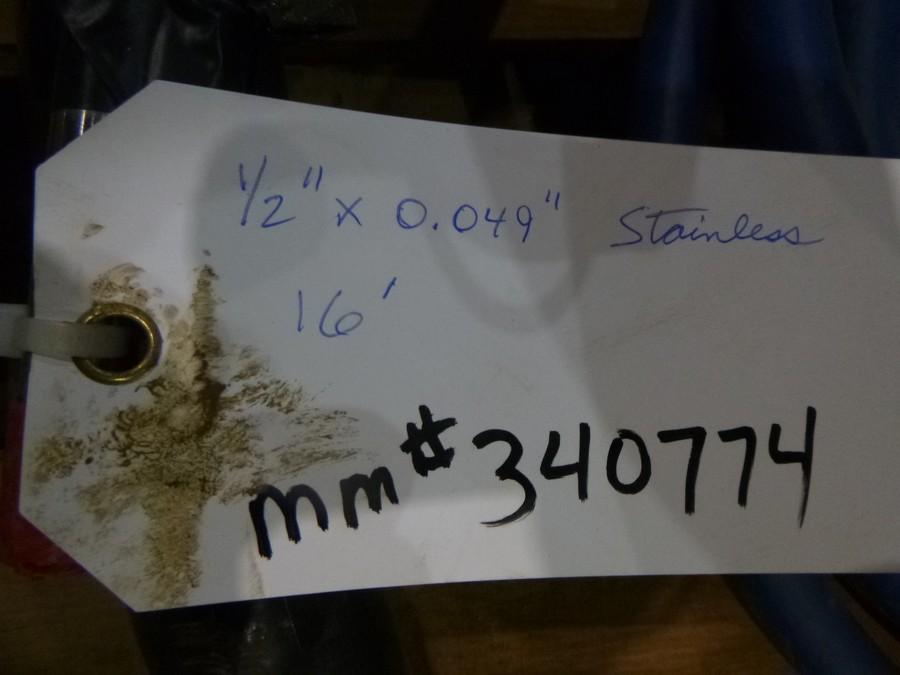 1/2" x 0.049" Stainless
16'
mm# 340774